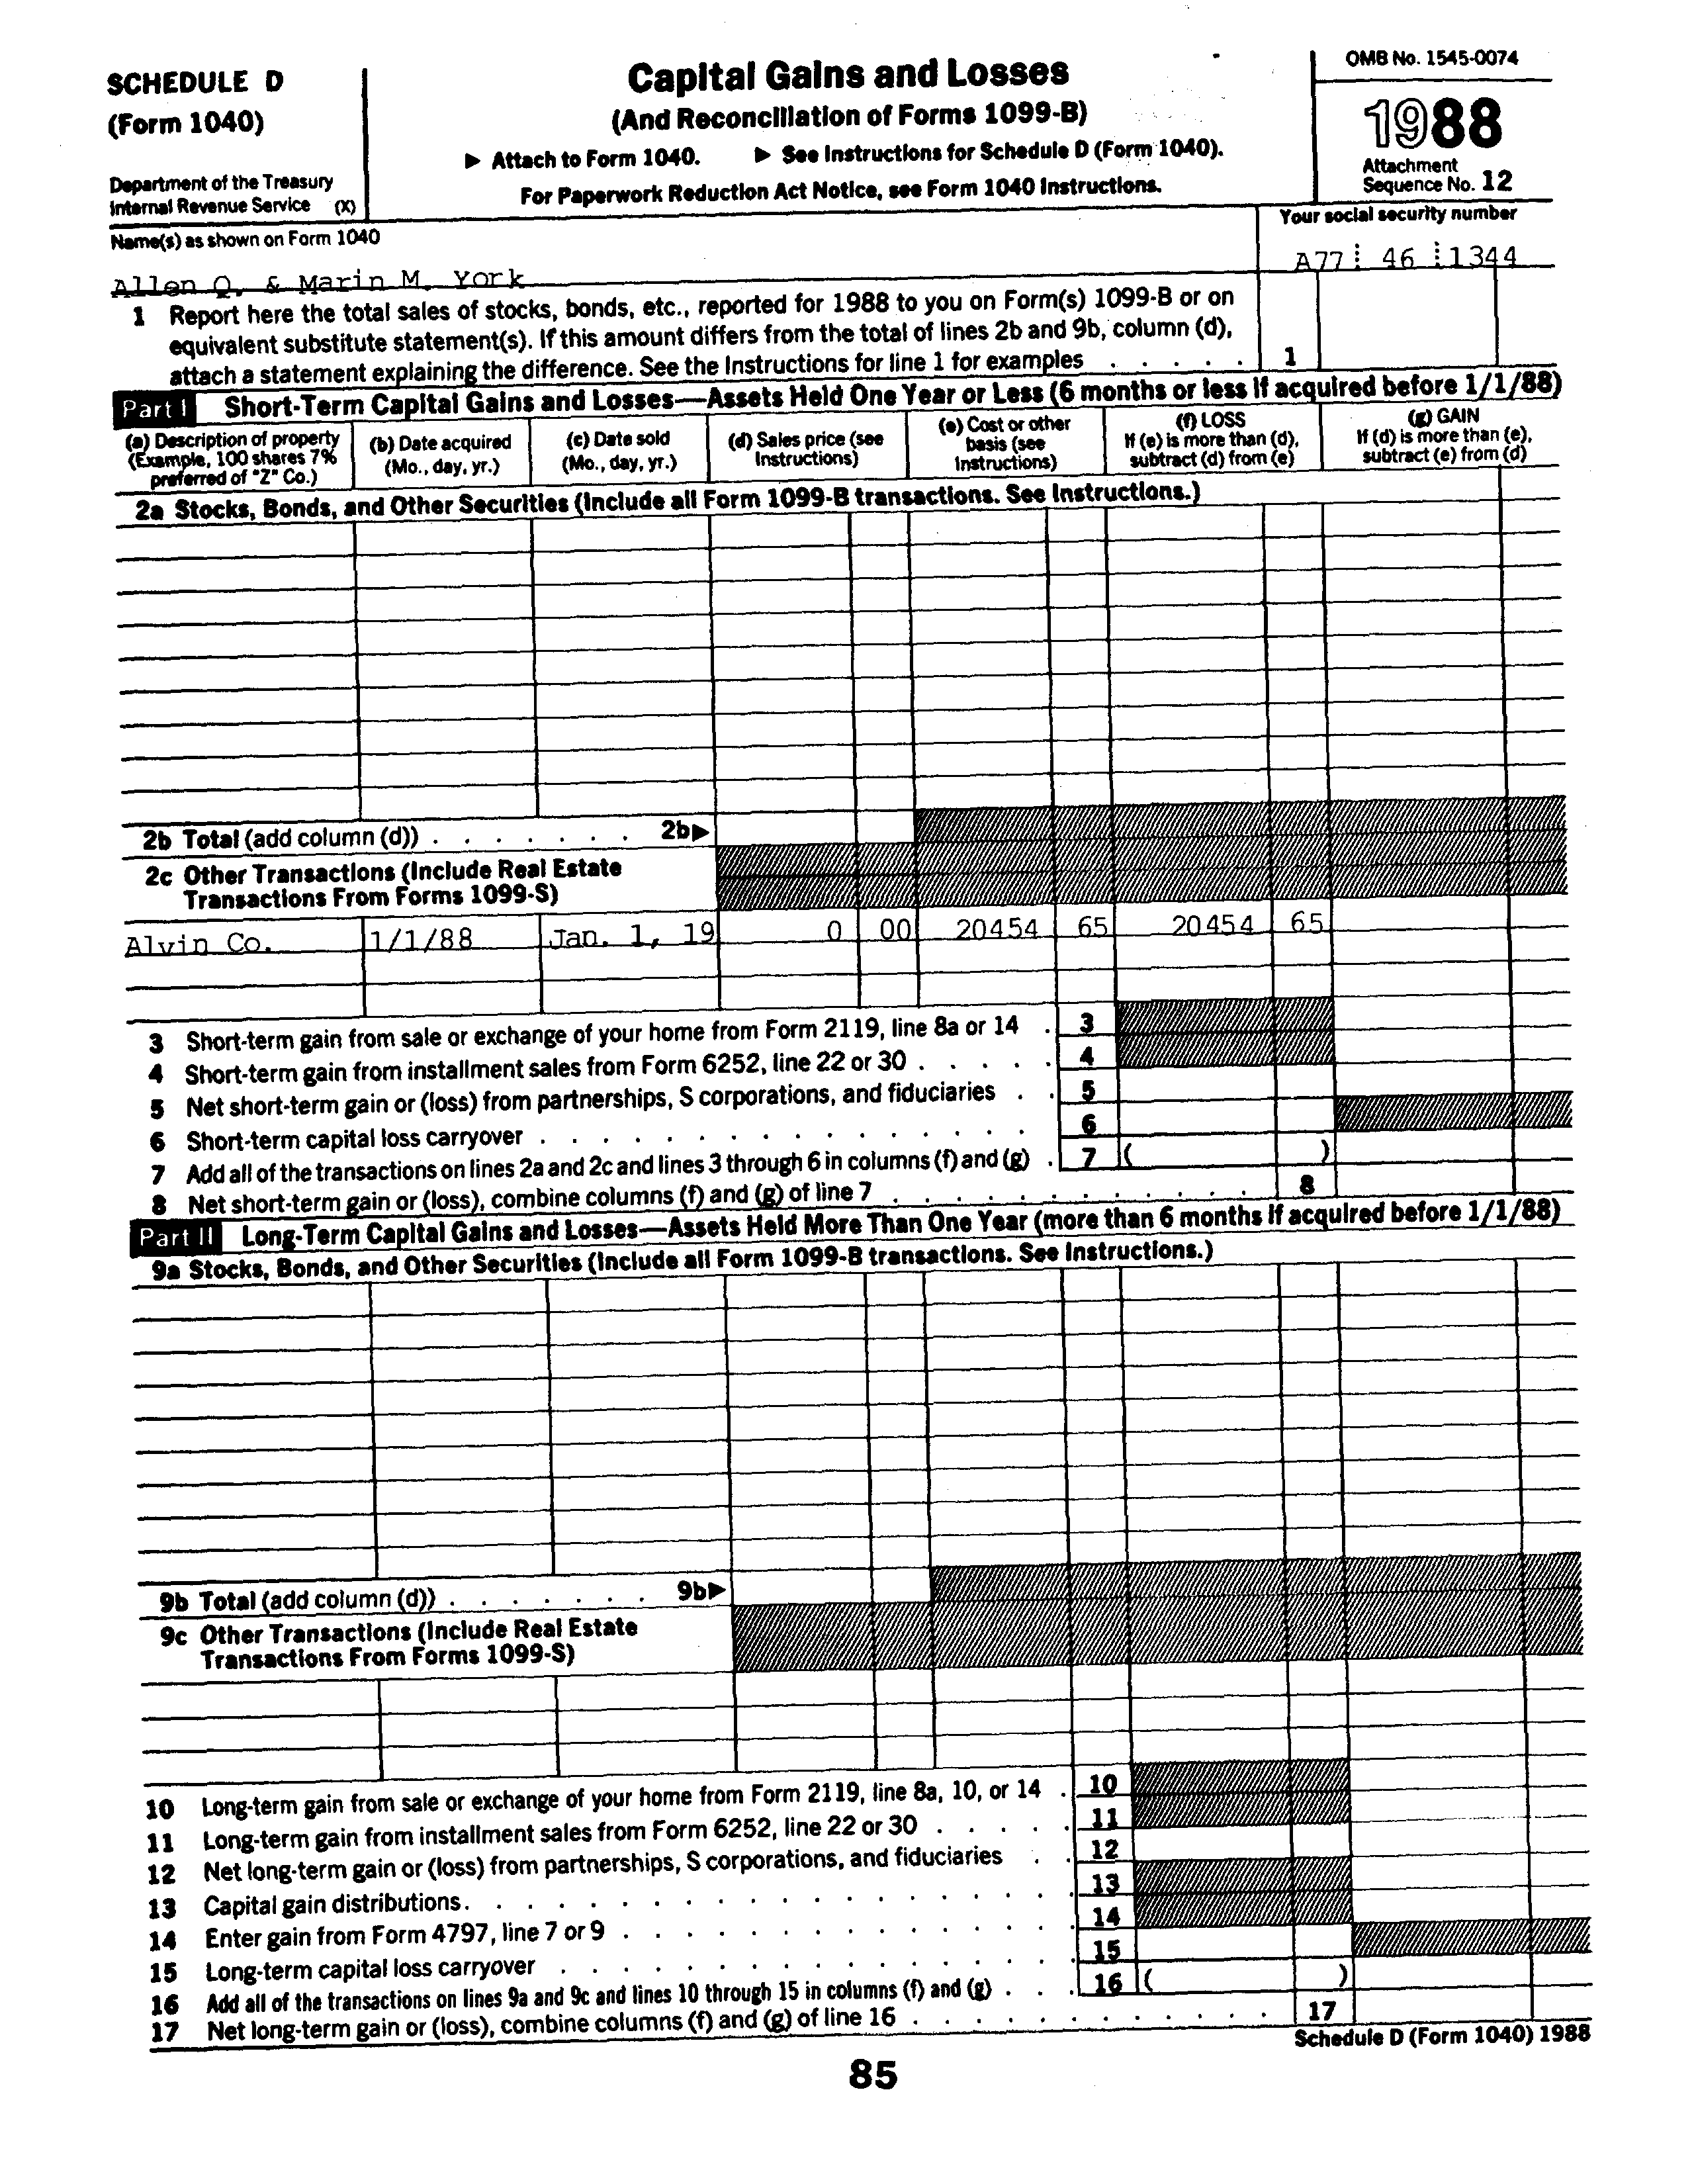 SCHEDULE D
(Form 1040)
Department of the Treasury
Internal Revenue Service (X)
Capital Gains and Losses
(And Reconciliation of Forms 1099-B)
▶ Attach to Form 1040. ▶ See Instructions for Schedule D (Form 1040).
For Paperwork Reduction Act Notice, see Form 1040 Instructions.
OMB No. 1545-0074
1988
Attachment
Sequence No. 12
Name(s) as shown on Form 1040
Your social security number
Allen Q. & Marin M. York
A77 46 1344
1 Report here the total sales of stocks, bonds, etc., reported for 1988 to you on Form(s) 1099-B or on
equivalent substitute statement(s). If this amount differs from the total of lines 2b and 9b, column (d),
attach a statement explaining the difference. See the Instructions for line 1 for examples . . . . . 1
Part I Short-Term Capital Gains and Losses—Assets Held One Year or Less (6 months or less if acquired before 1/1/88)
(a) Description of property
(Example, 100 shares 7%
preferred of "Z" Co.)
(b) Date acquired
(Mo., day, yr.)
(c) Date sold
(Mo., day, yr.)
(d) Sales price (see
Instructions)
(e) Cost or other
basis (see
Instructions)
(f) LOSS
If (e) is more than (d),
subtract (d) from (e)
(g) GAIN
If (d) is more than (e),
subtract (e) from (d)
2a Stocks, Bonds, and Other Securities (Include all Form 1099-B transactions. See Instructions.)
2b Total (add column (d)) . . . . . . . 2b▶
2c Other Transactions (Include Real Estate
Transactions From Forms 1099-S)
Alvin Co. 1/1/88 Jan. 1, 19 0 00 20454 65 20454 65
3 Short-term gain from sale or exchange of your home from Form 2119, line 8a or 14 . 3
4 Short-term gain from installment sales from Form 6252, line 22 or 30 . . . . . 4
5 Net short-term gain or (loss) from partnerships, S corporations, and fiduciaries . . 5
6 Short-term capital loss carryover . . . . . . . . . . . . . . . . 6
7 Add all of the transactions on lines 2a and 2c and lines 3 through 6 in columns (f) and (g) . 7 ( )
8 Net short-term gain or (loss), combine columns (f) and (g) of line 7 . . . . . . . . . . . . 8
Part II Long-Term Capital Gains and Losses—Assets Held More Than One Year (more than 6 months if acquired before 1/1/88)
9a Stocks, Bonds, and Other Securities (Include all Form 1099-B transactions. See Instructions.)
9b Total (add column (d)) . . . . . . . 9b▶
9c Other Transactions (Include Real Estate
Transactions From Forms 1099-S)
10 Long-term gain from sale or exchange of your home from Form 2119, line 8a, 10, or 14 . 10
11 Long-term gain from installment sales from Form 6252, line 22 or 30 . . . . . 11
12 Net long-term gain or (loss) from partnerships, S corporations, and fiduciaries . . 12
13 Capital gain distributions. . . . . . . . . . . . . . . . . . . 13
14 Enter gain from Form 4797, line 7 or 9 . . . . . . . . . . . . . 14
15 Long-term capital loss carryover . . . . . . . . . . . . . . . . 15
16 Add all of the transactions on lines 9a and 9c and lines 10 through 15 in columns (f) and (g) . . . 16 ( )
17 Net long-term gain or (loss), combine columns (f) and (g) of line 16 . . . . . . . . . . . . 17
Schedule D (Form 1040) 1988
85